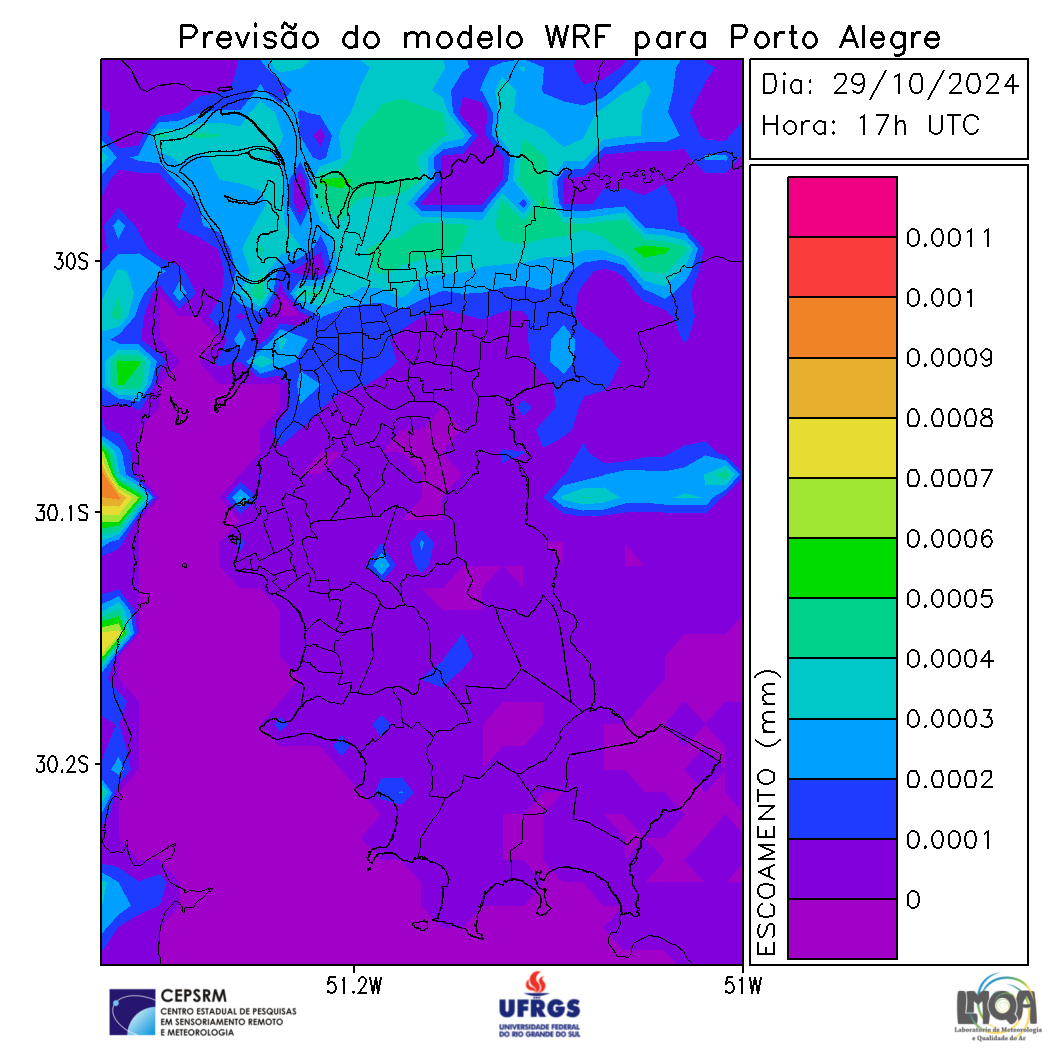 Previsão do modelo WRF para Porto Alegre
Dia: 29/10/2024
Hora: 17h UTC
30S
30.1S
30.2S
51.2W
51W
ESCOAMENTO (mm)
0.0011
0.001
0.0009
0.0008
0.0007
0.0006
0.0005
0.0004
0.0003
0.0002
0.0001
0
CEPSRM
CENTRO ESTADUAL DE PESQUISAS
EM SENSORIAMENTO REMOTO
E METEOROLOGIA
UFRGS
UNIVERSIDADE FEDERAL
DO RIO GRANDE DO SUL
LMQA
Laboratório de Meteorologia
e Qualidade do Ar